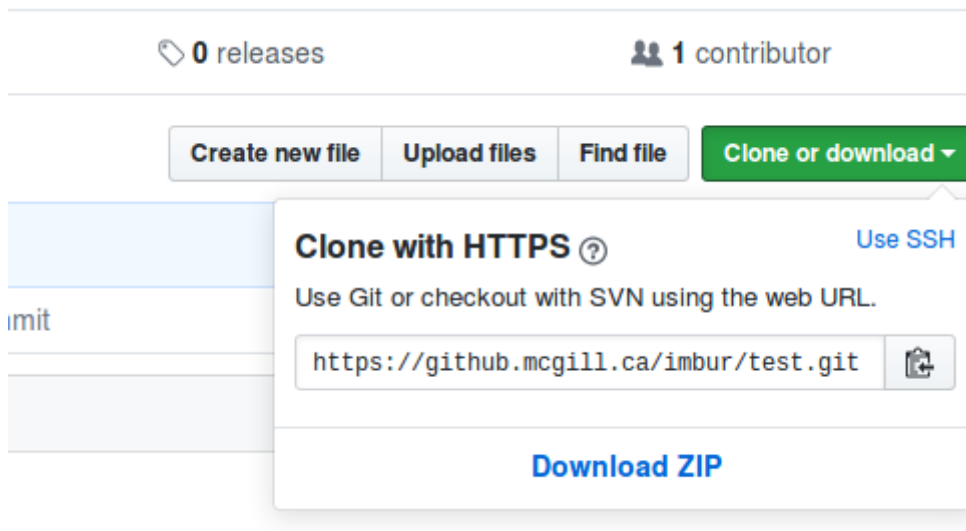 0 releases
1 contributor
Create new file
Upload files
Find file
Clone or download
Clone with HTTPS
Use SSH
Use Git or checkout with SVN using the web URL.
mit
https://github.mcgill.ca/imbur/test.git
Download ZIP